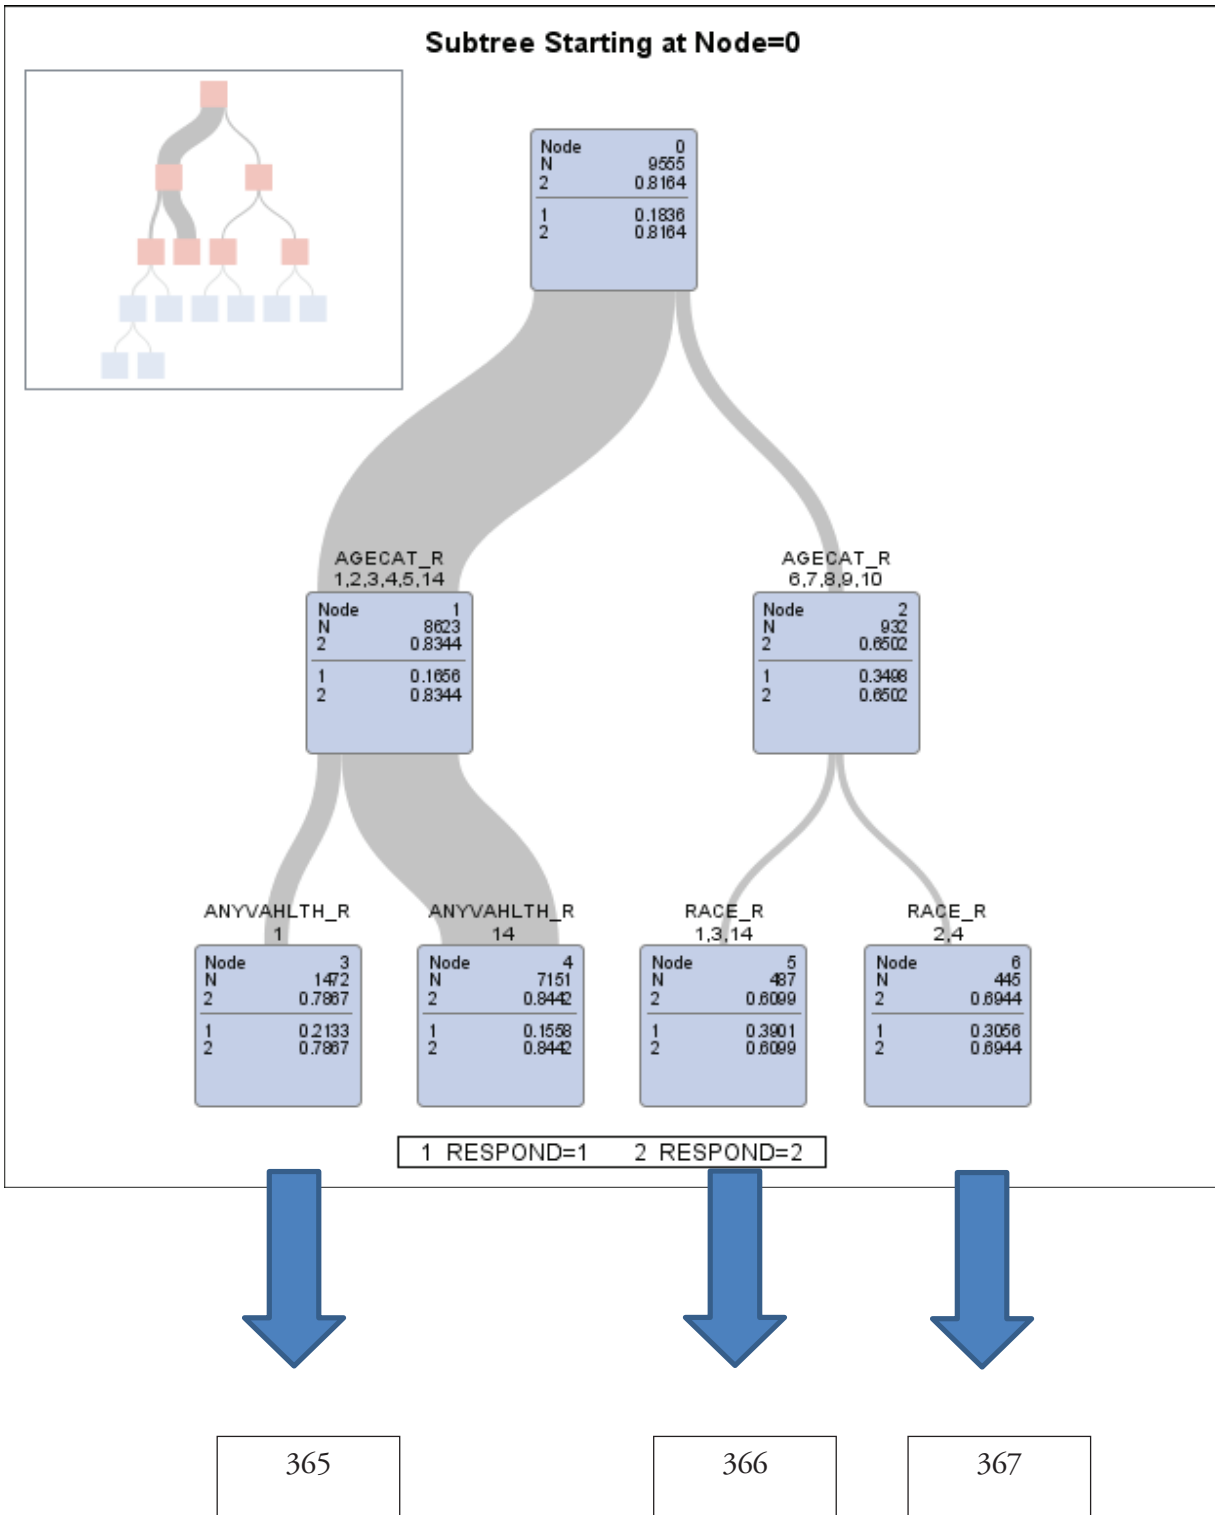 Subtree Starting at Node=0
Node 0
N 9555
2 0.8164
1 0.1836
2 0.8164
AGECAT_R
1,2,3,4,5,14
Node 1
N 8623
2 0.8344
1 0.1656
2 0.8344
AGECAT_R
6,7,8,9,10
Node 2
N 932
2 0.6502
1 0.3498
2 0.6502
ANYVAHLTH_R
1
Node 3
N 1472
2 0.7867
1 0.2133
2 0.7867
ANYVAHLTH_R
14
Node 4
N 7151
2 0.8442
1 0.1558
2 0.8442
RACE_R
1,3,14
Node 5
N 487
2 0.6099
1 0.3901
2 0.6099
RACE_R
2,4
Node 6
N 445
2 0.6944
1 0.3056
2 0.6944
1 RESPOND=1 2 RESPOND=2
365
366
367